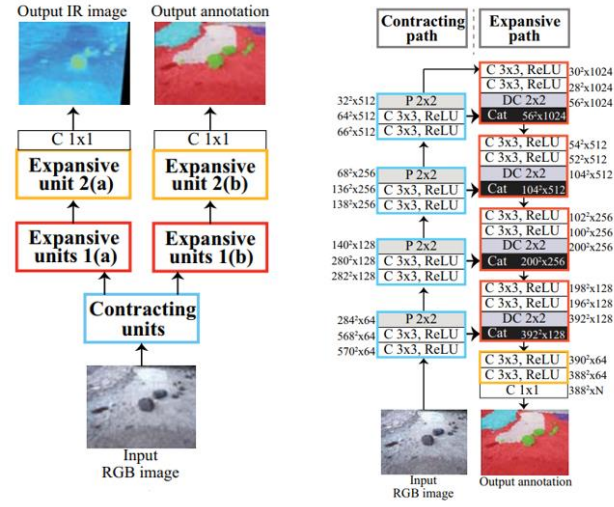 Output IR image
Output annotation
C 1x1
C 1x1
Expansive
unit 2(a)
Expansive
unit 2(b)
Expansive
units 1(a)
Expansive
units 1(b)
Contracting
units
Input
RGB image
Contracting
path
Expansive
path
32²x512
P 2x2
64²x512
C 3x3, ReLU
66²x512
C 3x3, ReLU
68²x256
P 2x2
136²x256
C 3x3, ReLU
138²x256
C 3x3, ReLU
140²x128
P 2x2
280²x128
C 3x3, ReLU
282²x128
C 3x3, ReLU
284²x64
P 2x2
568²x64
C 3x3, ReLU
570²x64
C 3x3, ReLU
Input
RGB image
C 3x3, ReLU
30²x1024
C 3x3, ReLU
28²x1024
DC 2x2
56²x1024
Cat
56²x1024
C 3x3, ReLU
54²x512
C 3x3, ReLU
52²x512
DC 2x2
104²x512
Cat
104²x512
C 3x3, ReLU
102²x256
C 3x3, ReLU
100²x256
DC 2x2
200²x256
Cat
200²x256
C 3x3, ReLU
198²x128
C 3x3, ReLU
196²x128
DC 2x2
392²x128
Cat
392²x128
C 3x3, ReLU
390²x64
C 3x3, ReLU
388²x64
C 1x1
388²xN
Output annotation